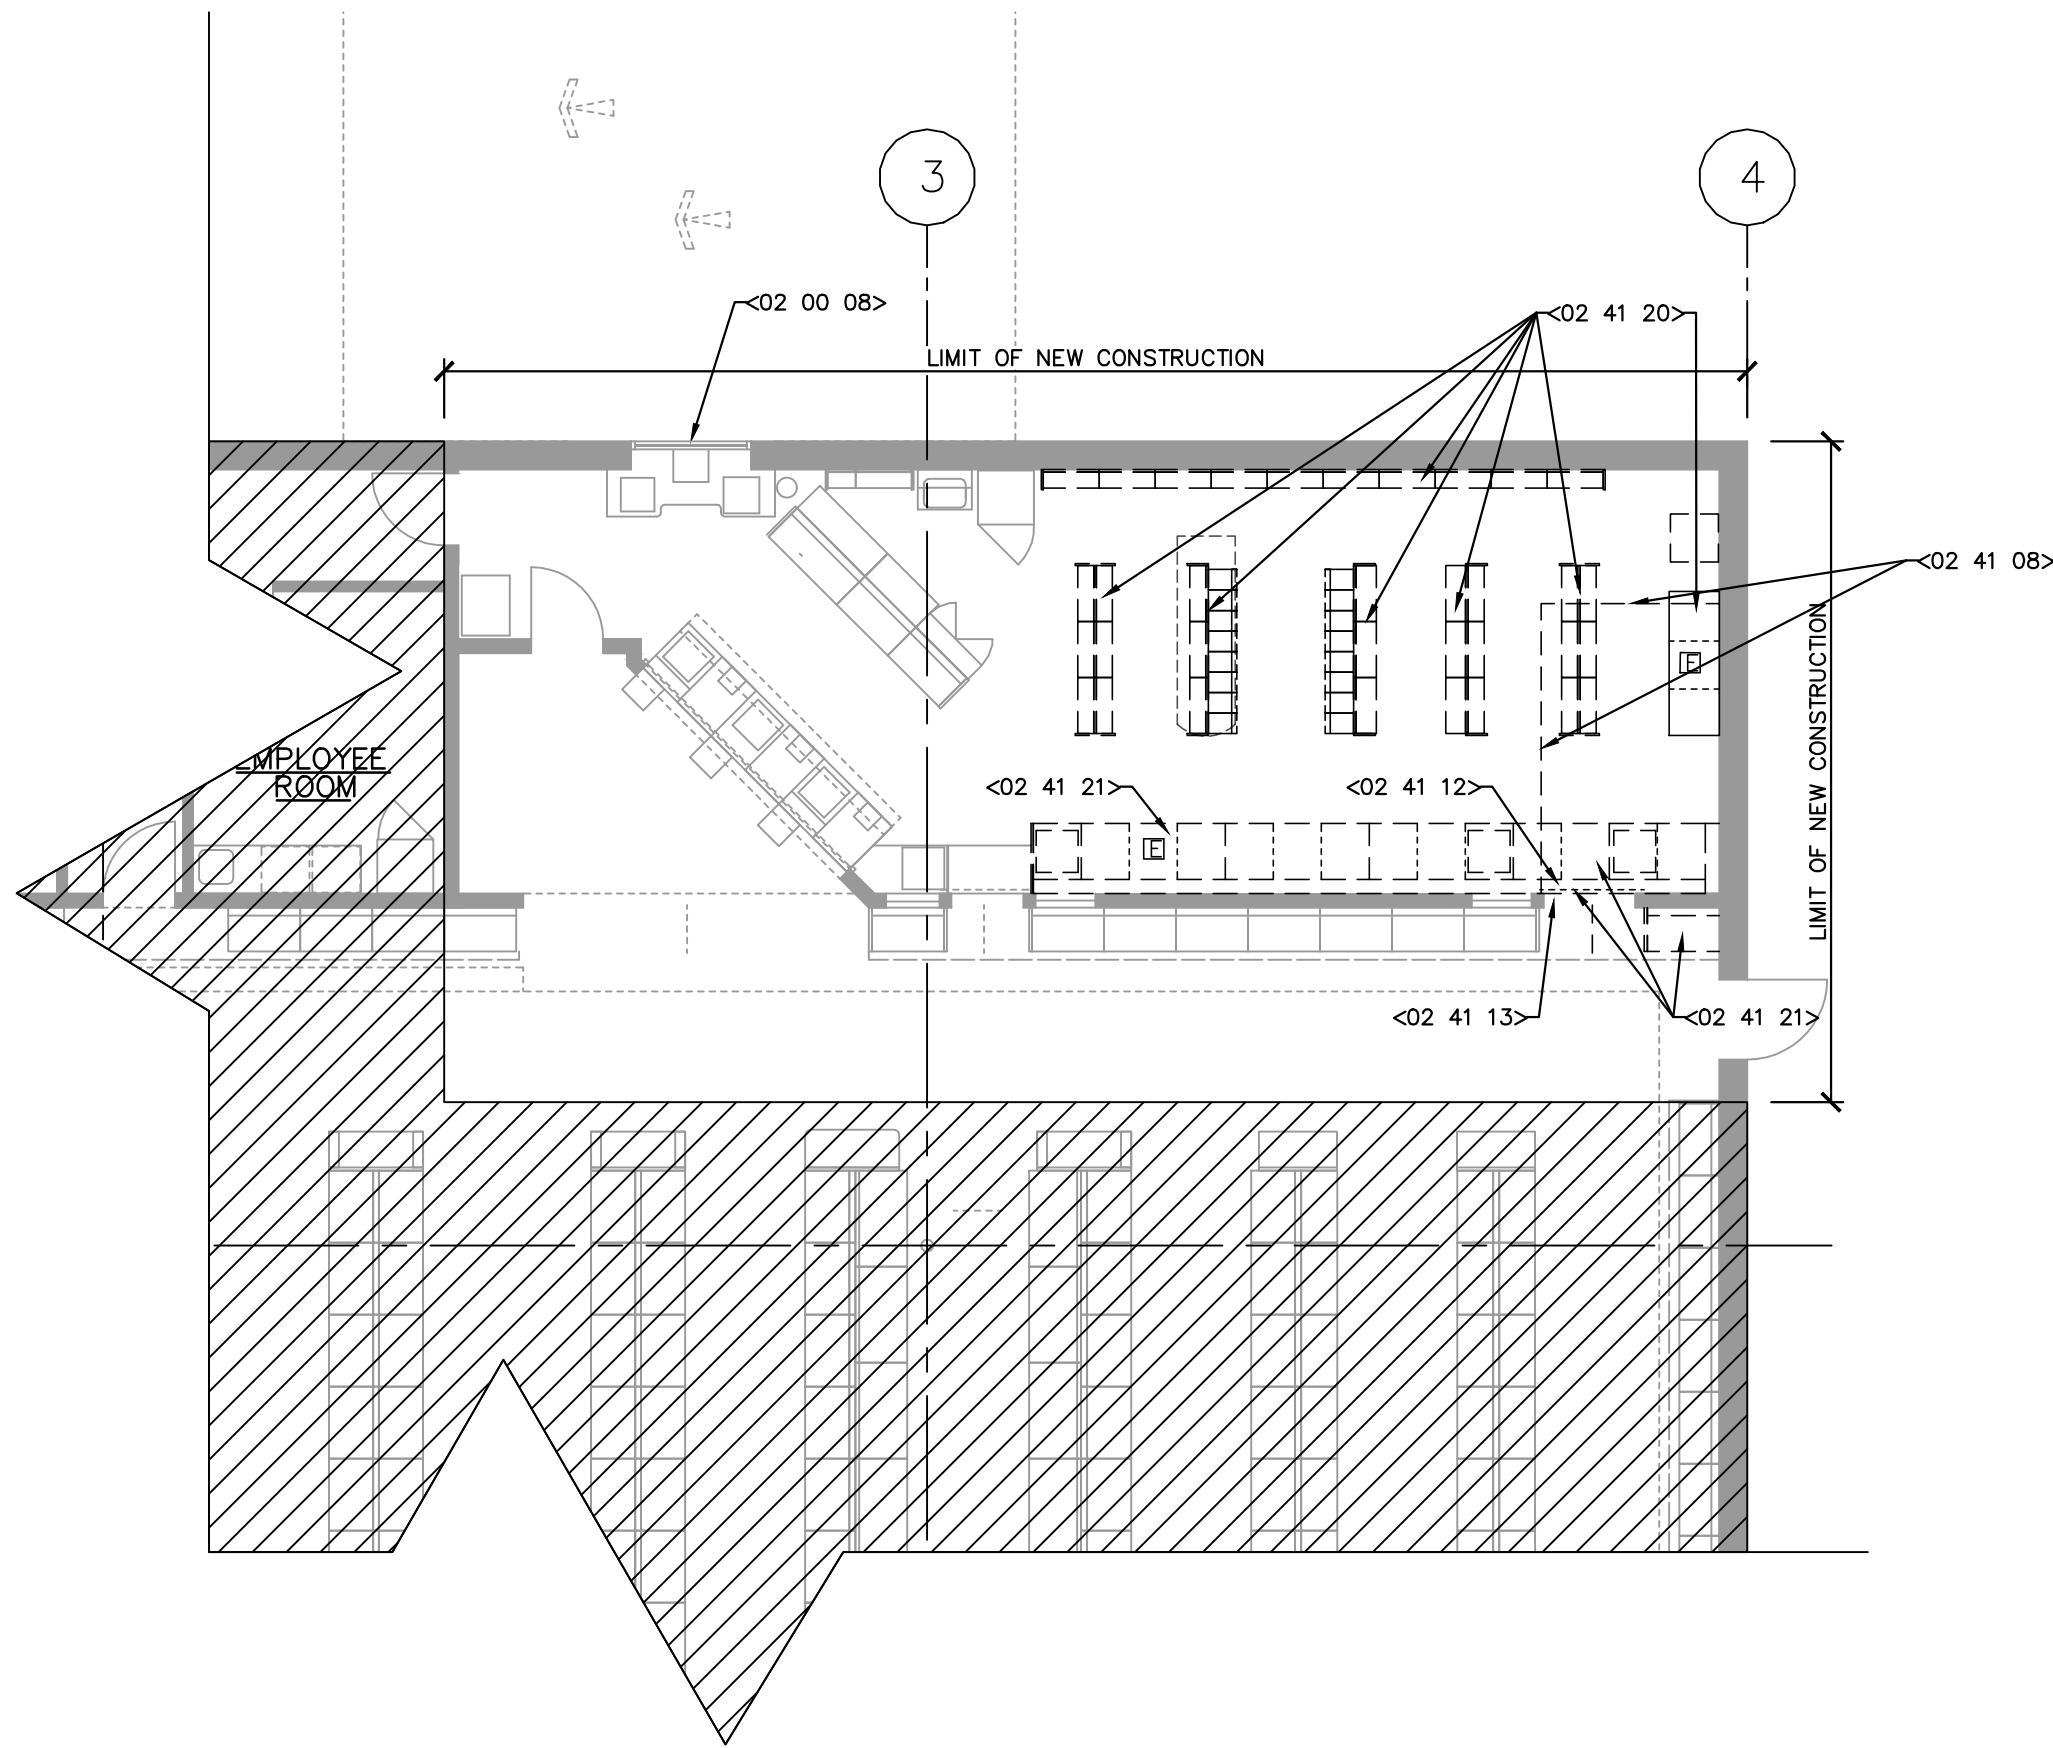 3
4
<02 00 08>
<02 41 20>
LIMIT OF NEW CONSTRUCTION
<02 41 08>
E
LIMIT OF NEW CONSTRUCTION
EMPLOYEE
ROOM
<02 41 21>
<02 41 12>
E
<02 41 13>
<02 41 21>